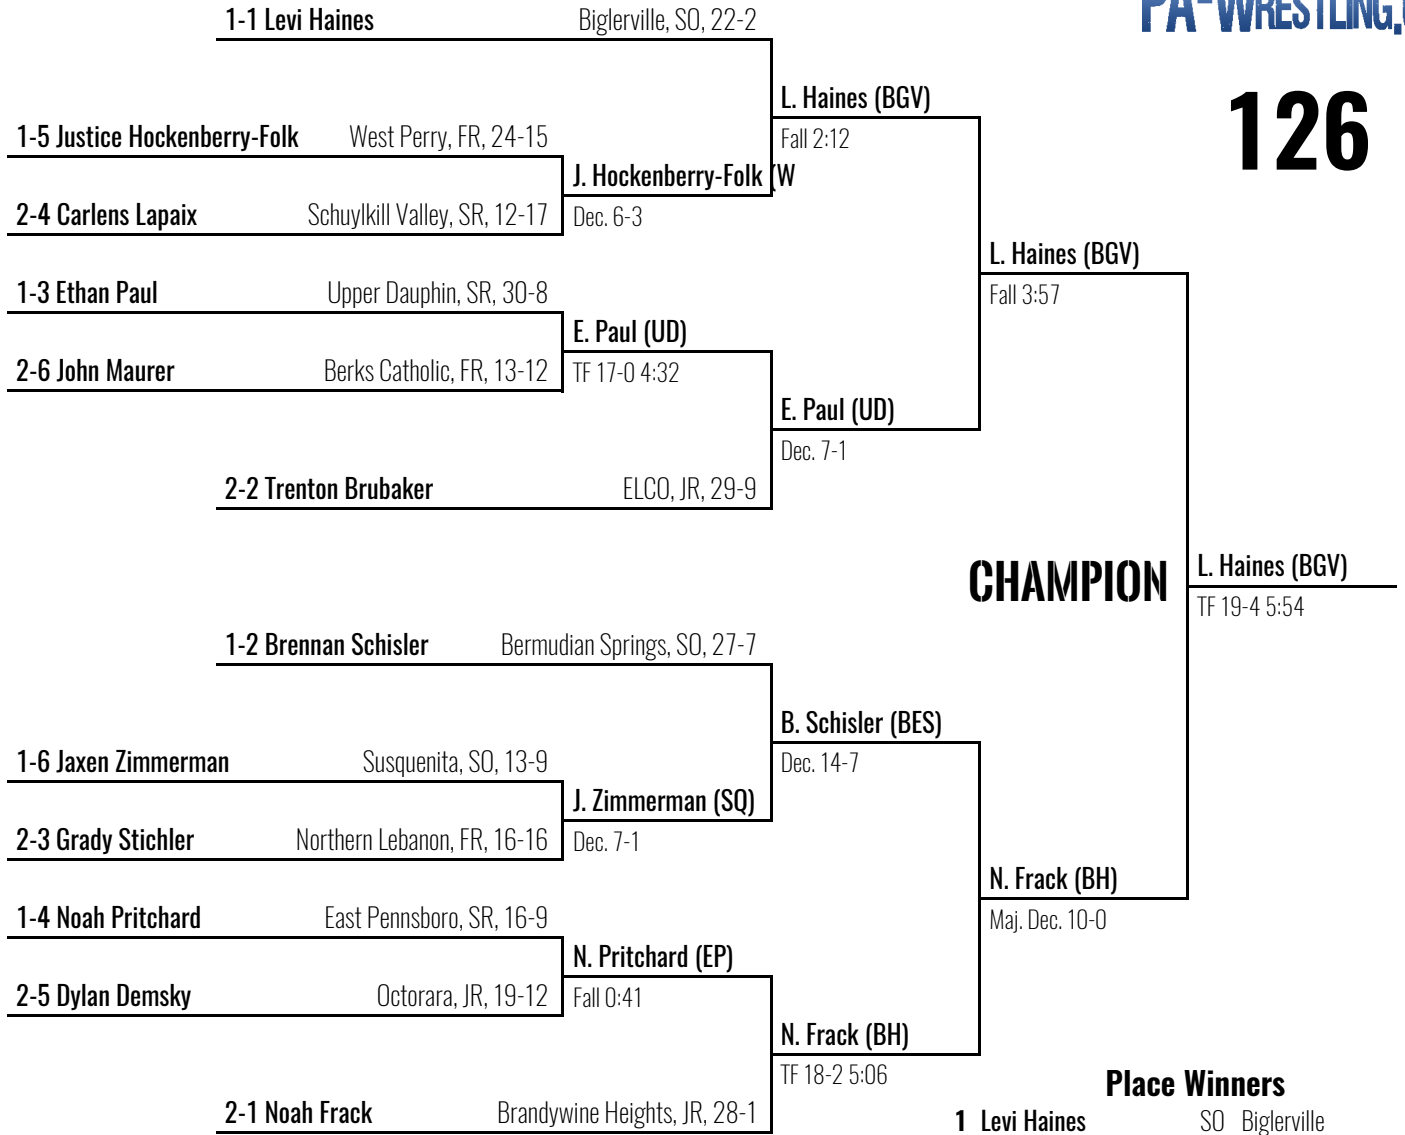 1-1 Levi Haines Biglerville, SO, 22-2
PA-WRESTLING.
126
L. Haines (BGV)
Fall 2:12
1-5 Justice Hockenberry-Folk West Perry, FR, 24-15
J. Hockenberry-Folk (W
Dec. 6-3
2-4 Carlens Lapaix Schuylkill Valley, SR, 12-17
L. Haines (BGV)
Fall 3:57
1-3 Ethan Paul Upper Dauphin, SR, 30-8
E. Paul (UD)
TF 17-0 4:32
2-6 John Maurer Berks Catholic, FR, 13-12
E. Paul (UD)
Dec. 7-1
2-2 Trenton Brubaker ELCO, JR, 29-9
CHAMPION
L. Haines (BGV)
TF 19-4 5:54
1-2 Brennan Schisler Bermudian Springs, SO, 27-7
B. Schisler (BES)
Dec. 14-7
1-6 Jaxen Zimmerman Susquenita, SO, 13-9
J. Zimmerman (SQ)
Dec. 7-1
2-3 Grady Stichler Northern Lebanon, FR, 16-16
N. Frack (BH)
Maj. Dec. 10-0
1-4 Noah Pritchard East Pennsboro, SR, 16-9
N. Pritchard (EP)
Fall 0:41
2-5 Dylan Demsky Octorara, JR, 19-12
N. Frack (BH)
TF 18-2 5:06
2-1 Noah Frack Brandywine Heights, JR, 28-1
Place Winners
1 Levi Haines SO Biglerville